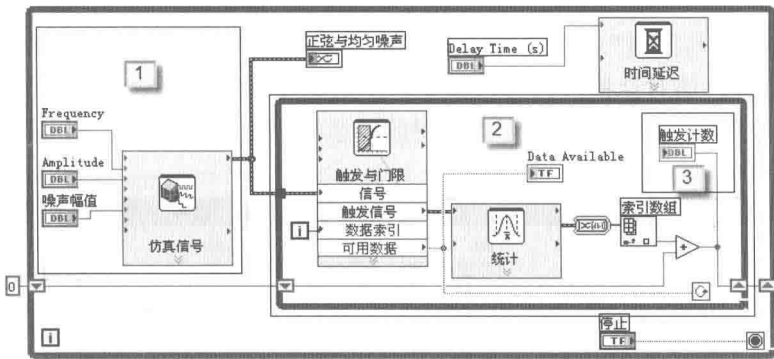 1
正弦与均匀噪声
Delay Time (s)
DBL
时间延迟
Frequency
DBL
Amplitude
DBL
噪声幅值
DBL
仿真信号
2
触发与门限
信号
触发信号
数据索引
可用数据
i
Data Available
TF
统计
触发计数
DBL
3
索引数组
+
0
停止
TF
i